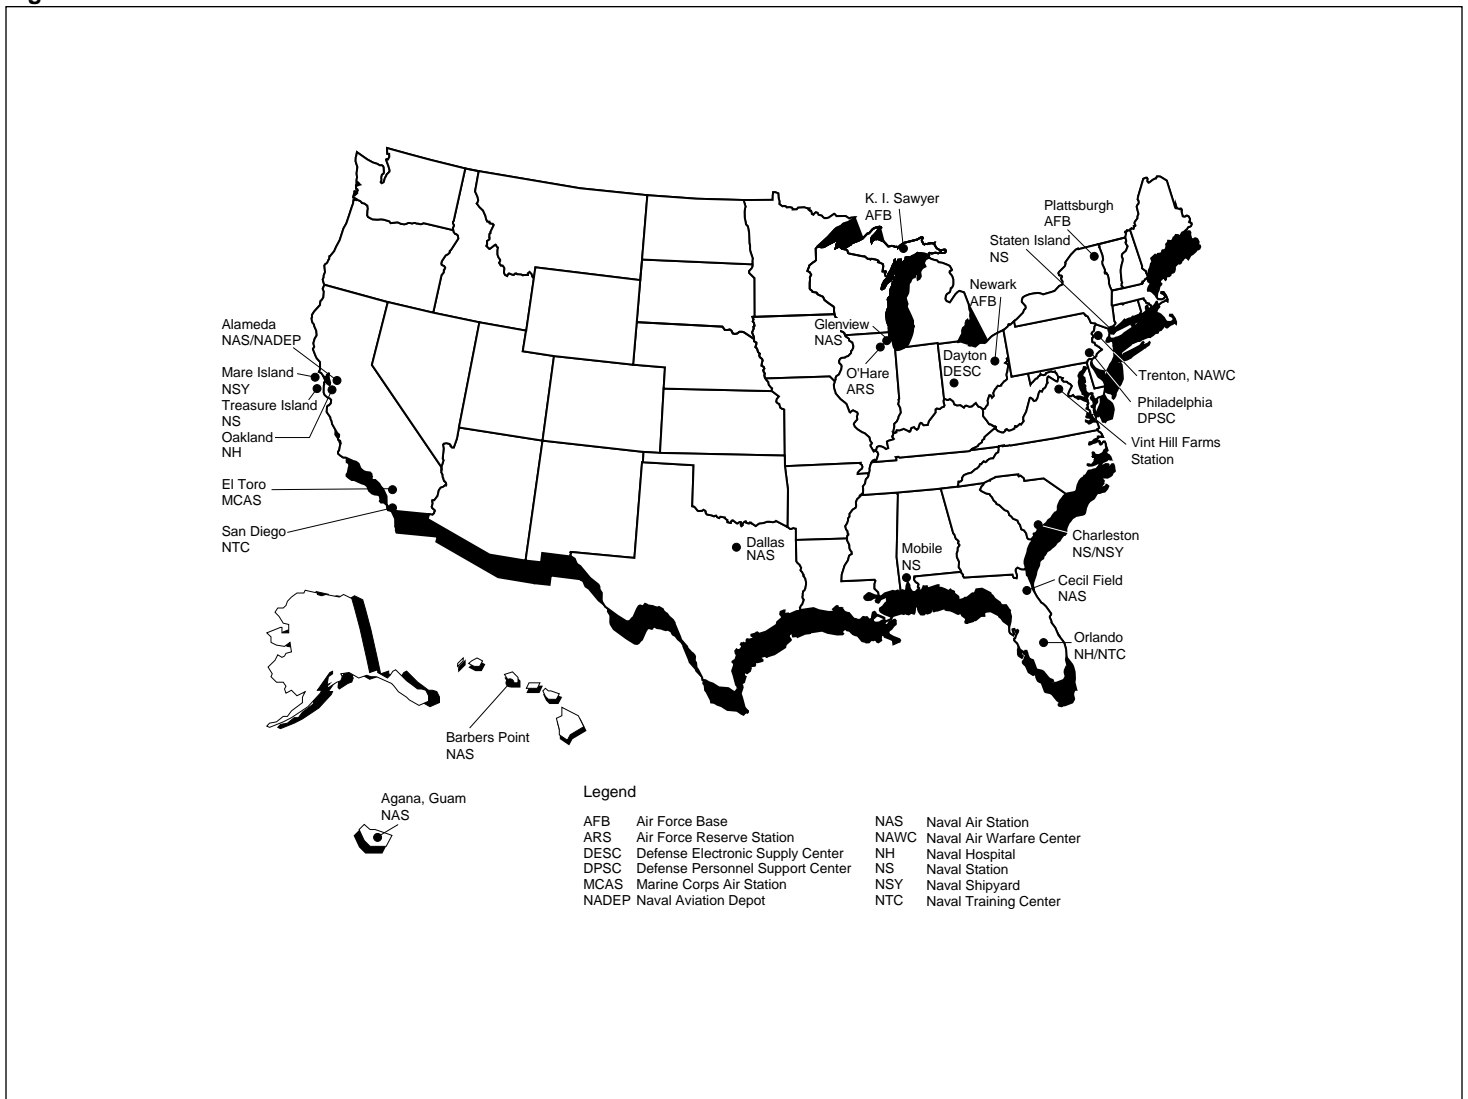 K. I. Sawyer
AFB
Plattsburgh
AFB
Staten Island
NS
Newark
AFB
Alameda
NAS/NADEP
Glenview
NAS
O'Hare
ARS
Dayton
DESC
Mare Island
NSY
Treasure Island
NS
Oakland
NH
Trenton, NAWC
Philadelphia
DPSC
Vint Hill Farms
Station
El Toro
MCAS
San Diego
NTC
Dallas
NAS
Mobile
NS
Charleston
NS/NSY
Cecil Field
NAS
Orlando
NH/NTC
Barbers Point
NAS
Agana, Guam
NAS
Legend
AFB Air Force Base
ARS Air Force Reserve Station
DESC Defense Electronic Supply Center
DPSC Defense Personnel Support Center
MCAS Marine Corps Air Station
NADEP Naval Aviation Depot
NAS Naval Air Station
NAWC Naval Air Warfare Center
NH Naval Hospital
NS Naval Station
NSY Naval Shipyard
NTC Naval Training Center